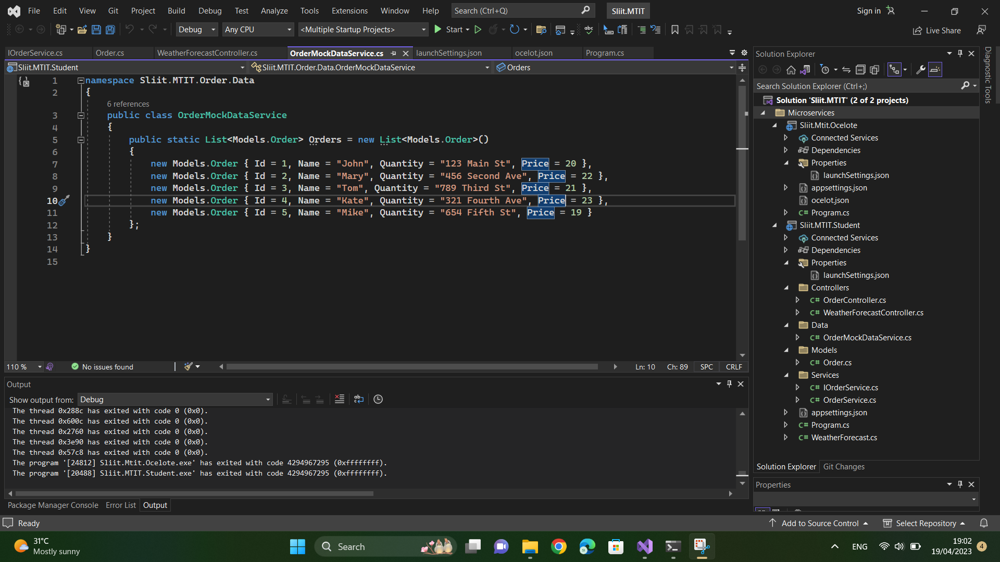 File Edit View Git Project Build Debug Test Analyze Tools Extensions Window Help Search (Ctrl+Q) Sliit.MTIT Sign in
Debug Any CPU <Multiple Startup Projects> Start Live Share
IOrderService.cs Order.cs WeatherForecastController.cs OrderMockDataService.cs launchSettings.json ocelot.json Program.cs
Sliit.MTIT.Student Sliit.MTIT.Order.Data.OrderMockDataService Orders
1 namespace Sliit.MTIT.Order.Data
2 {
6 references
3 public class OrderMockDataService
4 {
5 public static List<Models.Order> Orders = new List<Models.Order>()
6 {
7 new Models.Order { Id = 1, Name = "John", Quantity = "123 Main St", Price = 20 },
8 new Models.Order { Id = 2, Name = "Mary", Quantity = "456 Second Ave", Price = 22 },
9 new Models.Order { Id = 3, Name = "Tom", Quantity = "789 Third St", Price = 21 },
10 new Models.Order { Id = 4, Name = "Kate", Quantity = "321 Fourth Ave", Price = 23 },
11 new Models.Order { Id = 5, Name = "Mike", Quantity = "654 Fifth St", Price = 19 }
12 };
13 }
14 }
15
110 % No issues found Ln: 10 Ch: 89 SPC CRLF
Output
Show output from: Debug
The thread 0x288c has exited with code 0 (0x0).
The thread 0x600c has exited with code 0 (0x0).
The thread 0x2760 has exited with code 0 (0x0).
The thread 0x3e90 has exited with code 0 (0x0).
The thread 0x57c8 has exited with code 0 (0x0).
The program '[24812] Sliit.Mtit.Ocelote.exe' has exited with code 4294967295 (0xffffffff).
The program '[20488] Sliit.MTIT.Student.exe' has exited with code 4294967295 (0xffffffff).
Package Manager Console Error List Output
Solution Explorer
Search Solution Explorer (Ctrl+;)
Solution 'Sliit.MTIT' (2 of 2 projects)
Microservices
Sliit.Mtit.Ocelote
Connected Services
Dependencies
Properties
launchSettings.json
appsettings.json
ocelot.json
C# Program.cs
Sliit.MTIT.Student
Connected Services
Dependencies
Properties
launchSettings.json
Controllers
C# OrderController.cs
C# WeatherForecastController.cs
Data
C# OrderMockDataService.cs
Models
C# Order.cs
Services
C# IOrderService.cs
C# OrderService.cs
appsettings.json
C# Program.cs
C# WeatherForecast.cs
Solution Explorer Git Changes
Properties
Diagnostic Tools
Ready Add to Source Control Select Repository
31°C
Mostly sunny
Search
ENG
19:02
19/04/2023
4